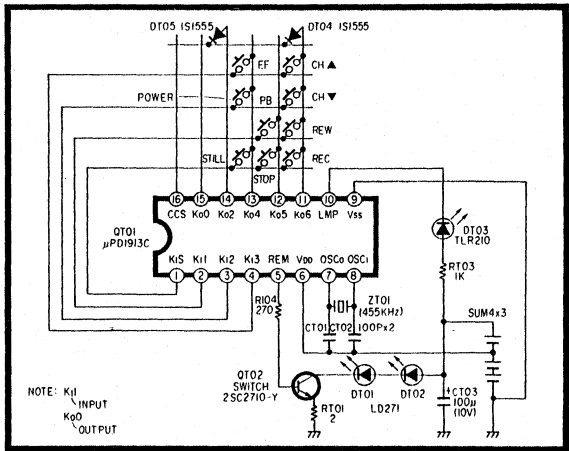 DT05 1S1555 DT04 1S1555
F.F CH ▲
POWER PB CH ▼
REW
STILL REC
STOP
16 15 14 13 12 11 10 9
CCS Ko0 Ko2 Ko4 Ko5 Ko6 LMP Vss
QT01
μPD1913C
KiS Ki1 Ki2 Ki3 REM VDD OSCo OSCi
1 2 3 4 5 6 7 8
DT03
TLR210
RT03
1K
R104
270
ZT01
(455KHz)
CT01 CT02 100P×2
SUM4×3
QT02
SWITCH
2SC2710-Y
DT01 DT02
LD271
RT01
2
+ CT03
100μ
(10V)
NOTE: Ki1
INPUT
Ko0
OUTPUT